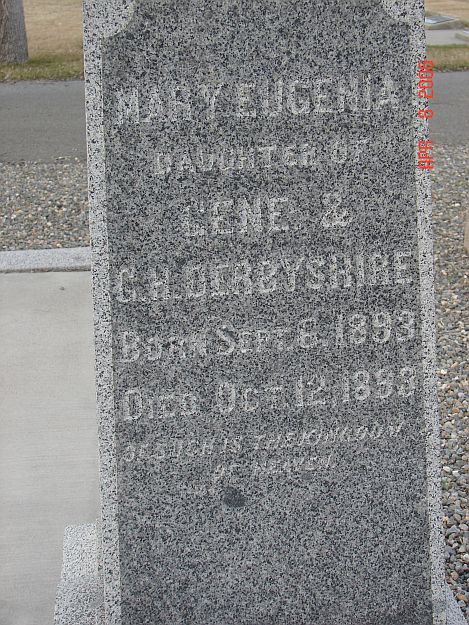 MARY EUGENIA
DAUGHTER OF
GENE &
G.H. DERBYSHIRE
BORN SEPT. 6. 1893
DIED OCT. 12. 1893
OF SUCH IS THE KINGDOM
OF HEAVEN.
APR 8 2009